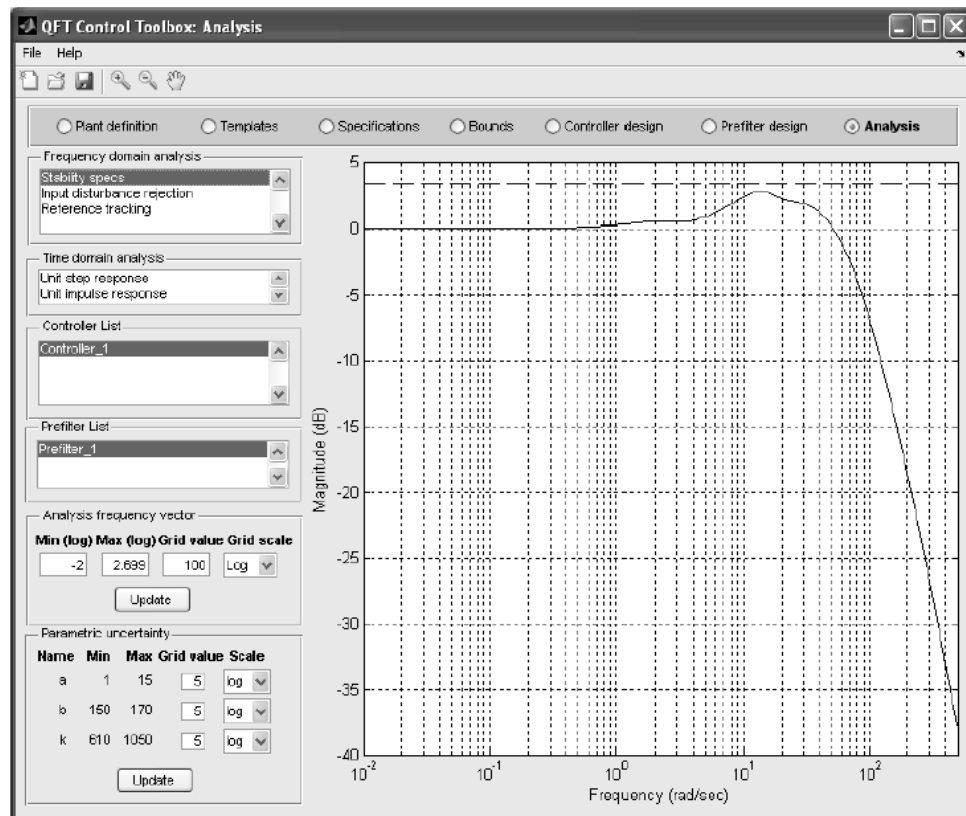 QFT Control Toolbox: Analysis
File Help
Plant definition Templates Specifications Bounds Controller design Prefilter design Analysis
Frequency domain analysis
Stability specs
Input disturbance rejection
Reference tracking
Time domain analysis
Unit step response
Unit impulse response
Controller List
Controller_1
Prefilter List
Prefilter_1
Analysis frequency vector
Min (log) Max (log) Grid value Grid scale
-2 2.699 100 Log
Update
Parametric uncertainty
Name Min Max Grid value Scale
a 1 15 5 log
b 150 170 5 log
k 610 1050 5 log
Update
Magnitude (dB)
5
0
-5
-10
-15
-20
-25
-30
-35
-40
10^-2 10^-1 10^0 10^1 10^2
Frequency (rad/sec)